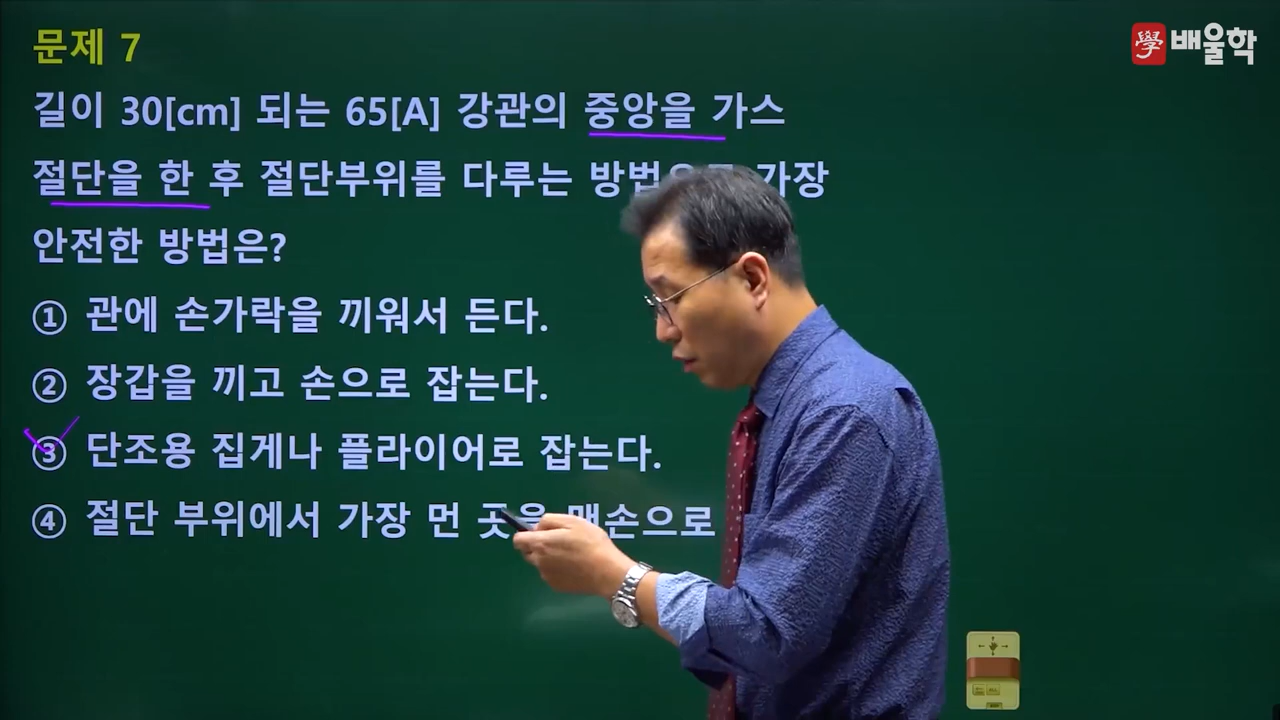 문제 7
學 배울학
길이 30[cm] 되는 65[A] 강관의 중앙을 가스
절단을 한 후 절단부위를 다루는 가장
안전한 방법은?
① 관에 손가락을 끼워서 든다.
② 장갑을 끼고 손으로 잡는다.
③ 단조용 집게나 플라이어로 잡는다.
④ 절단 부위에서 가장 먼 곳을 맨손으로